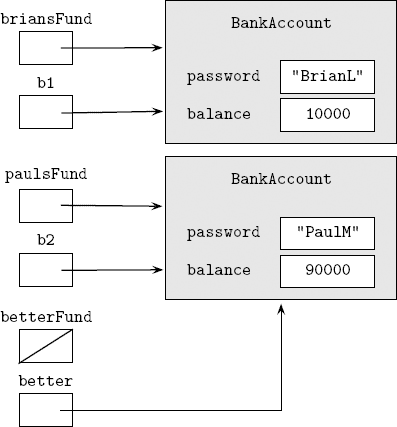 briansFund
BankAccount
password "BrianL"
b1
balance 10000
paulsFund
BankAccount
password "PaulM"
b2
balance 90000
betterFund
better